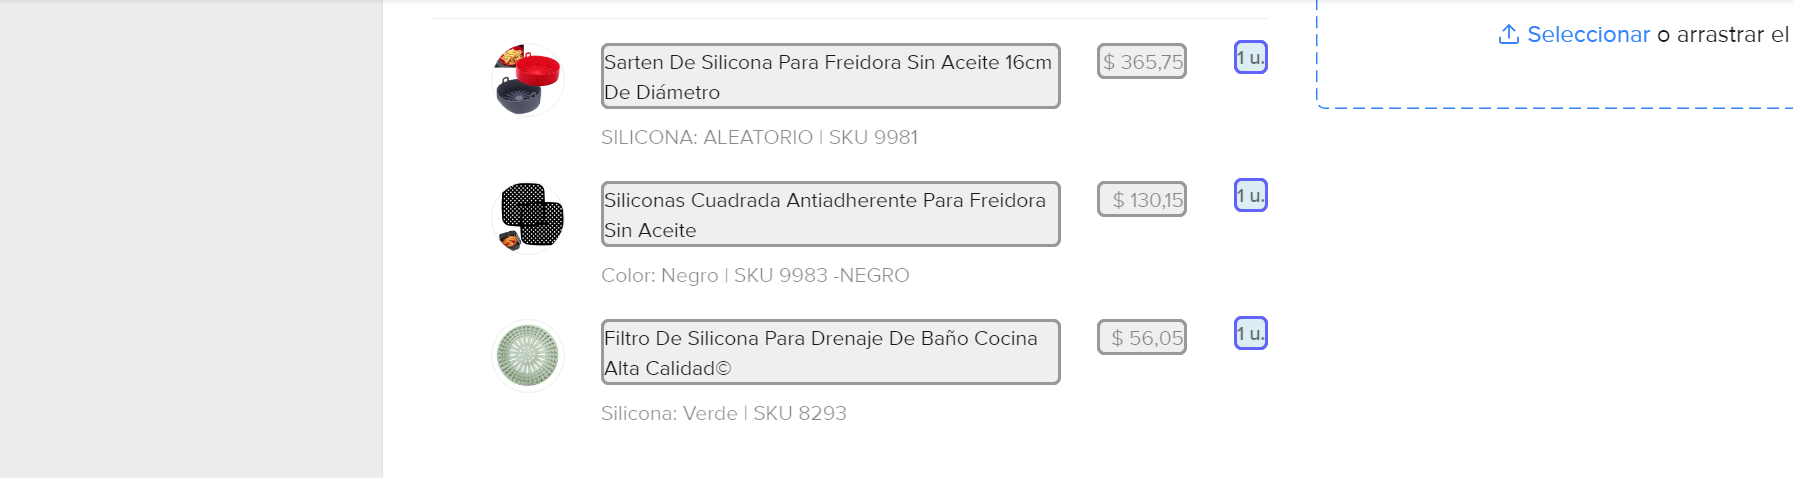 Seleccionar o arrastrar el
Sarten De Silicona Para Freidora Sin Aceite 16cm
De Diámetro
$ 365,75
1 u.
SILICONA: ALEATORIO | SKU 9981
Siliconas Cuadrada Antiadherente Para Freidora
Sin Aceite
$ 130,15
1 u.
Color: Negro | SKU 9983 -NEGRO
Filtro De Silicona Para Drenaje De Baño Cocina
Alta Calidad©
$ 56,05
1 u.
Silicona: Verde | SKU 8293